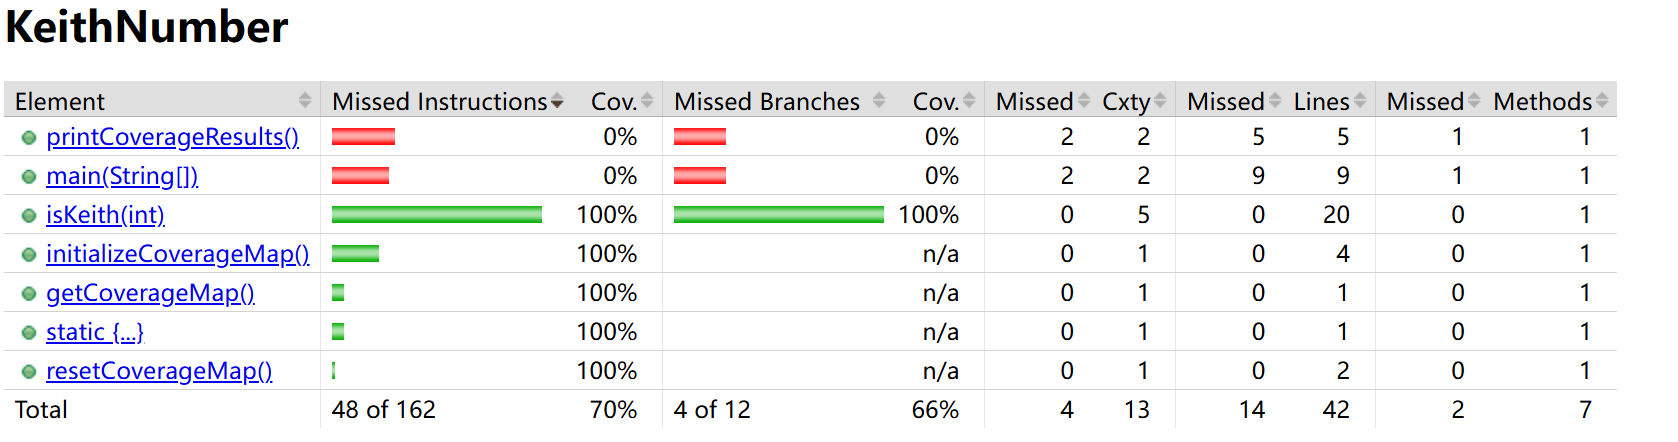 KeithNumber
Element Missed Instructions Cov. Missed Branches Cov. Missed Cxty Missed Lines Missed Methods
printCoverageResults() 0% 0% 2 2 5 5 1 1
main(String[]) 0% 0% 2 2 9 9 1 1
isKeith(int) 100% 100% 0 5 0 20 0 1
initializeCoverageMap() 100% n/a 0 1 0 4 0 1
getCoverageMap() 100% n/a 0 1 0 1 0 1
static {...} 100% n/a 0 1 0 1 0 1
resetCoverageMap() 100% n/a 0 1 0 2 0 1
Total 48 of 162 70% 4 of 12 66% 4 13 14 42 2 7